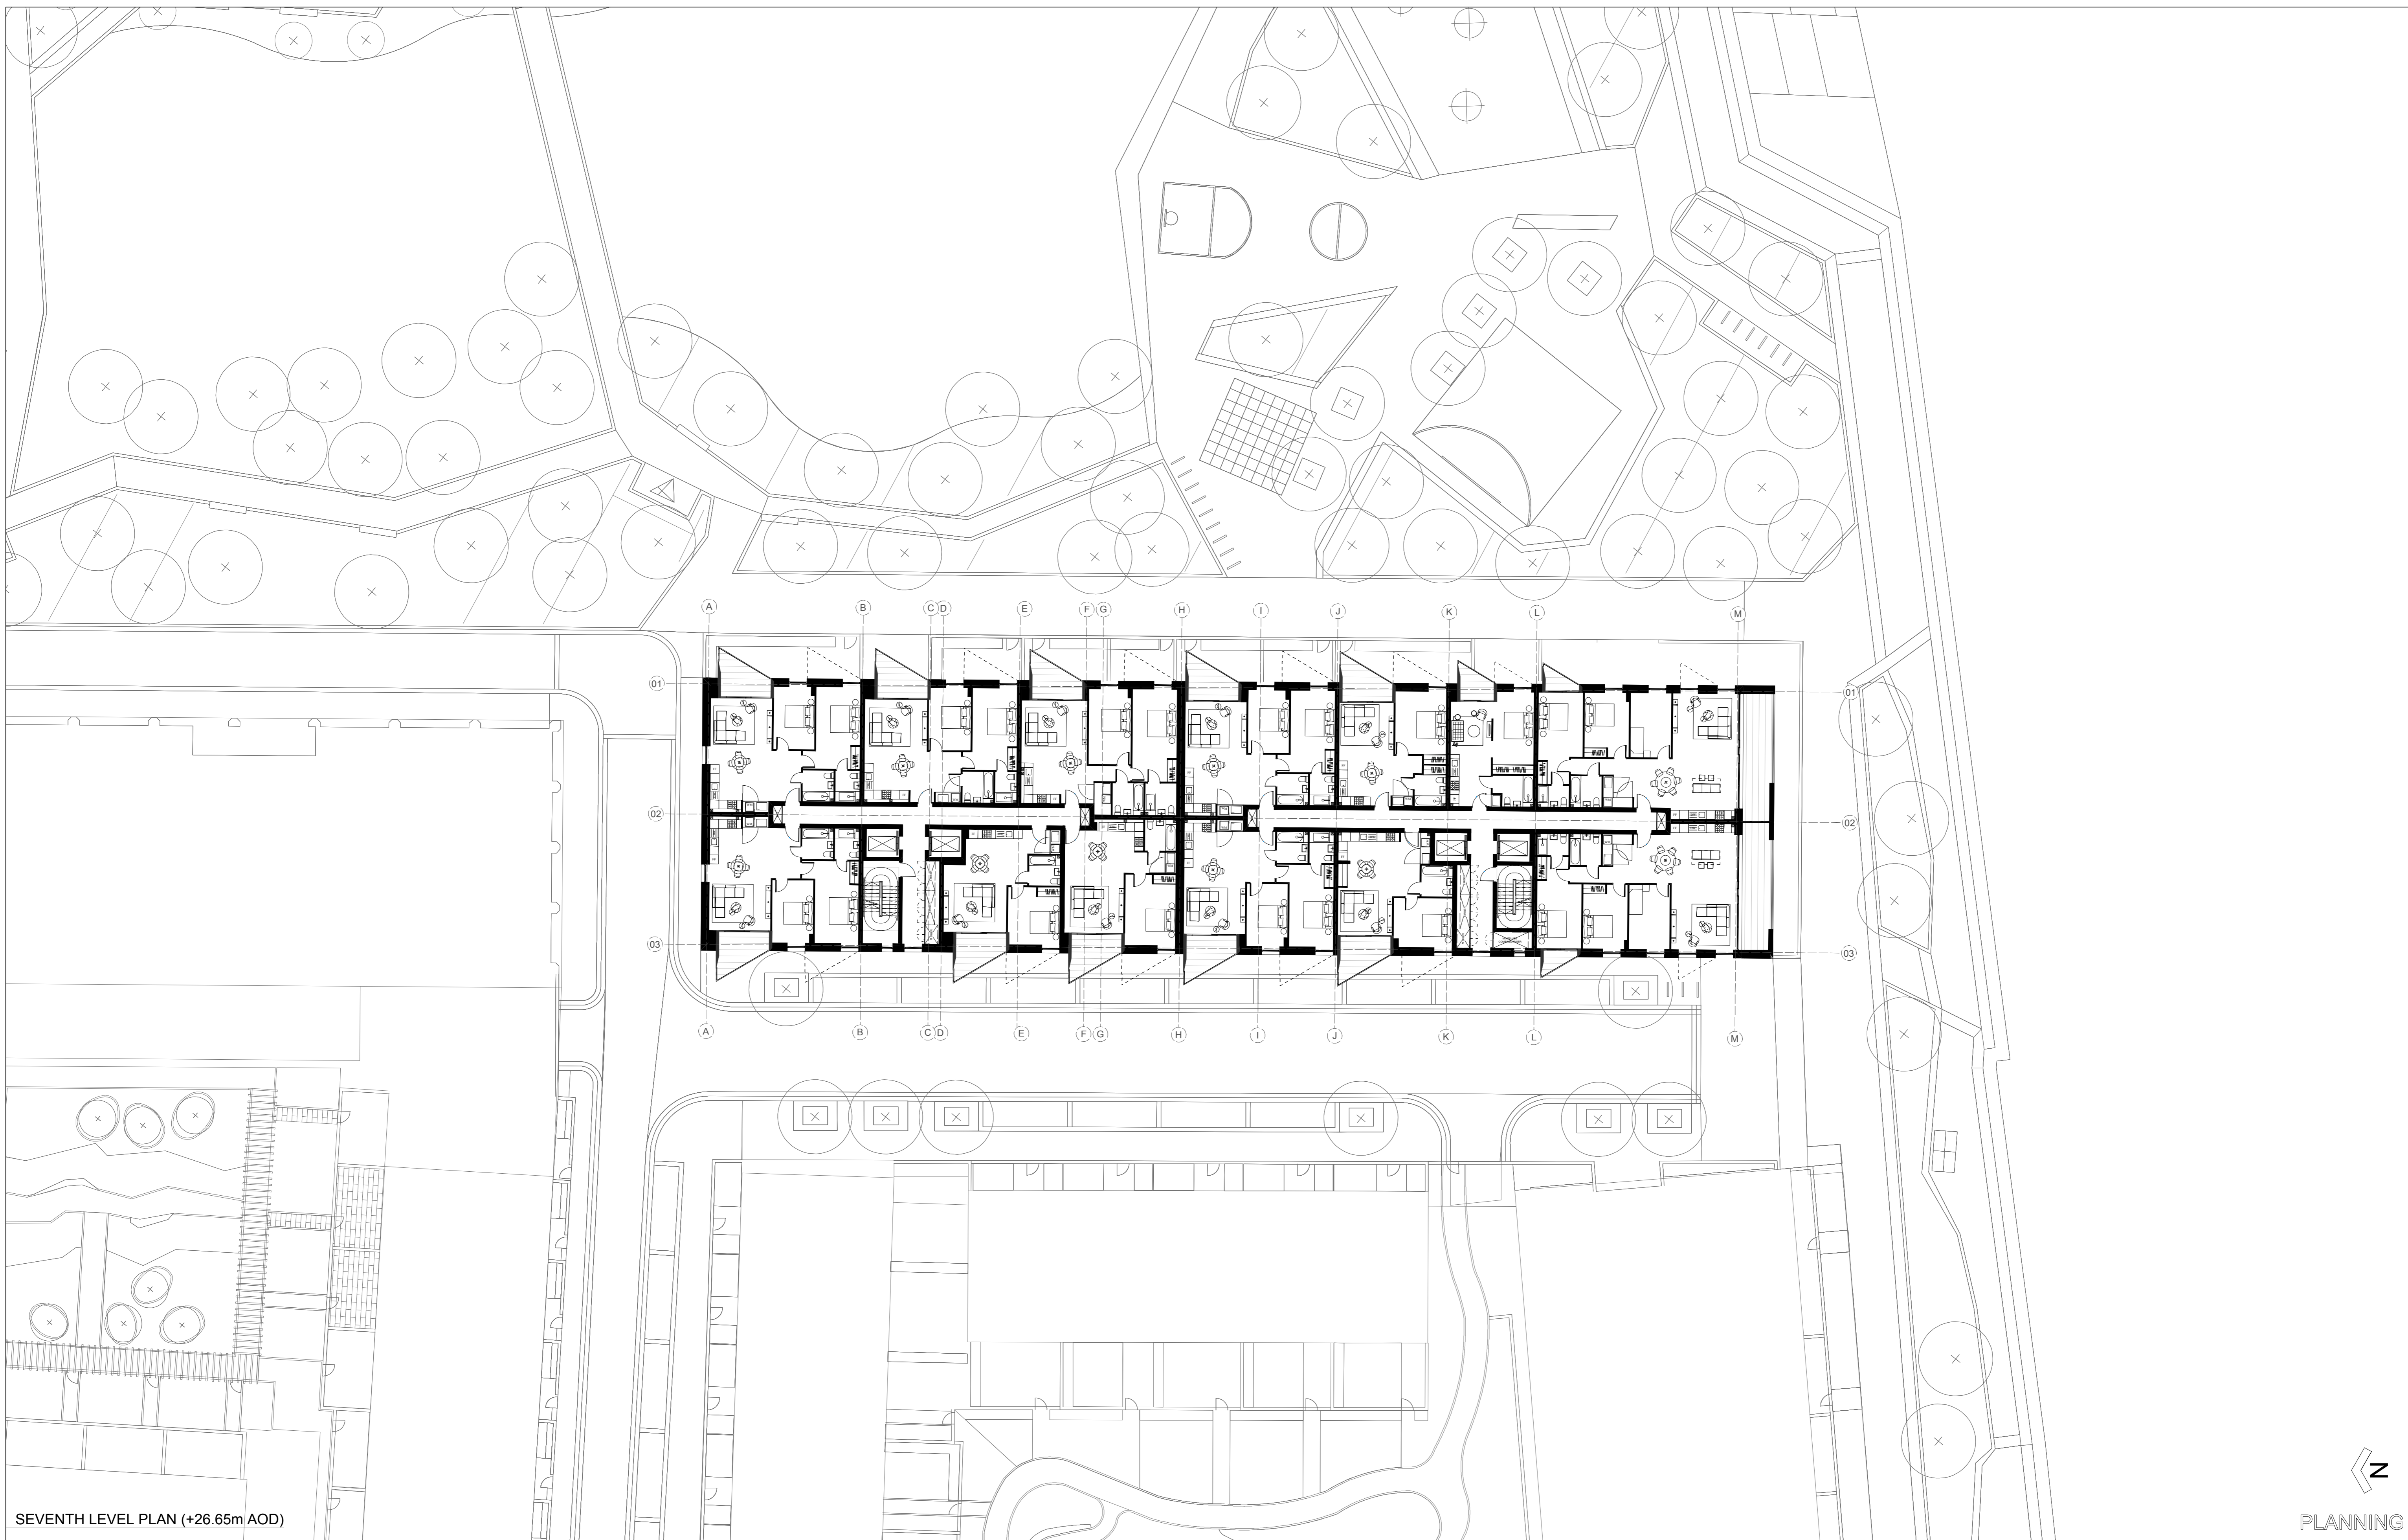 A B C D E F G H I J K L M
01 01
02 02
03 03
A B C D E F G H I J K L M
N
SEVENTH LEVEL PLAN (+26.65m AOD)
PLANNING